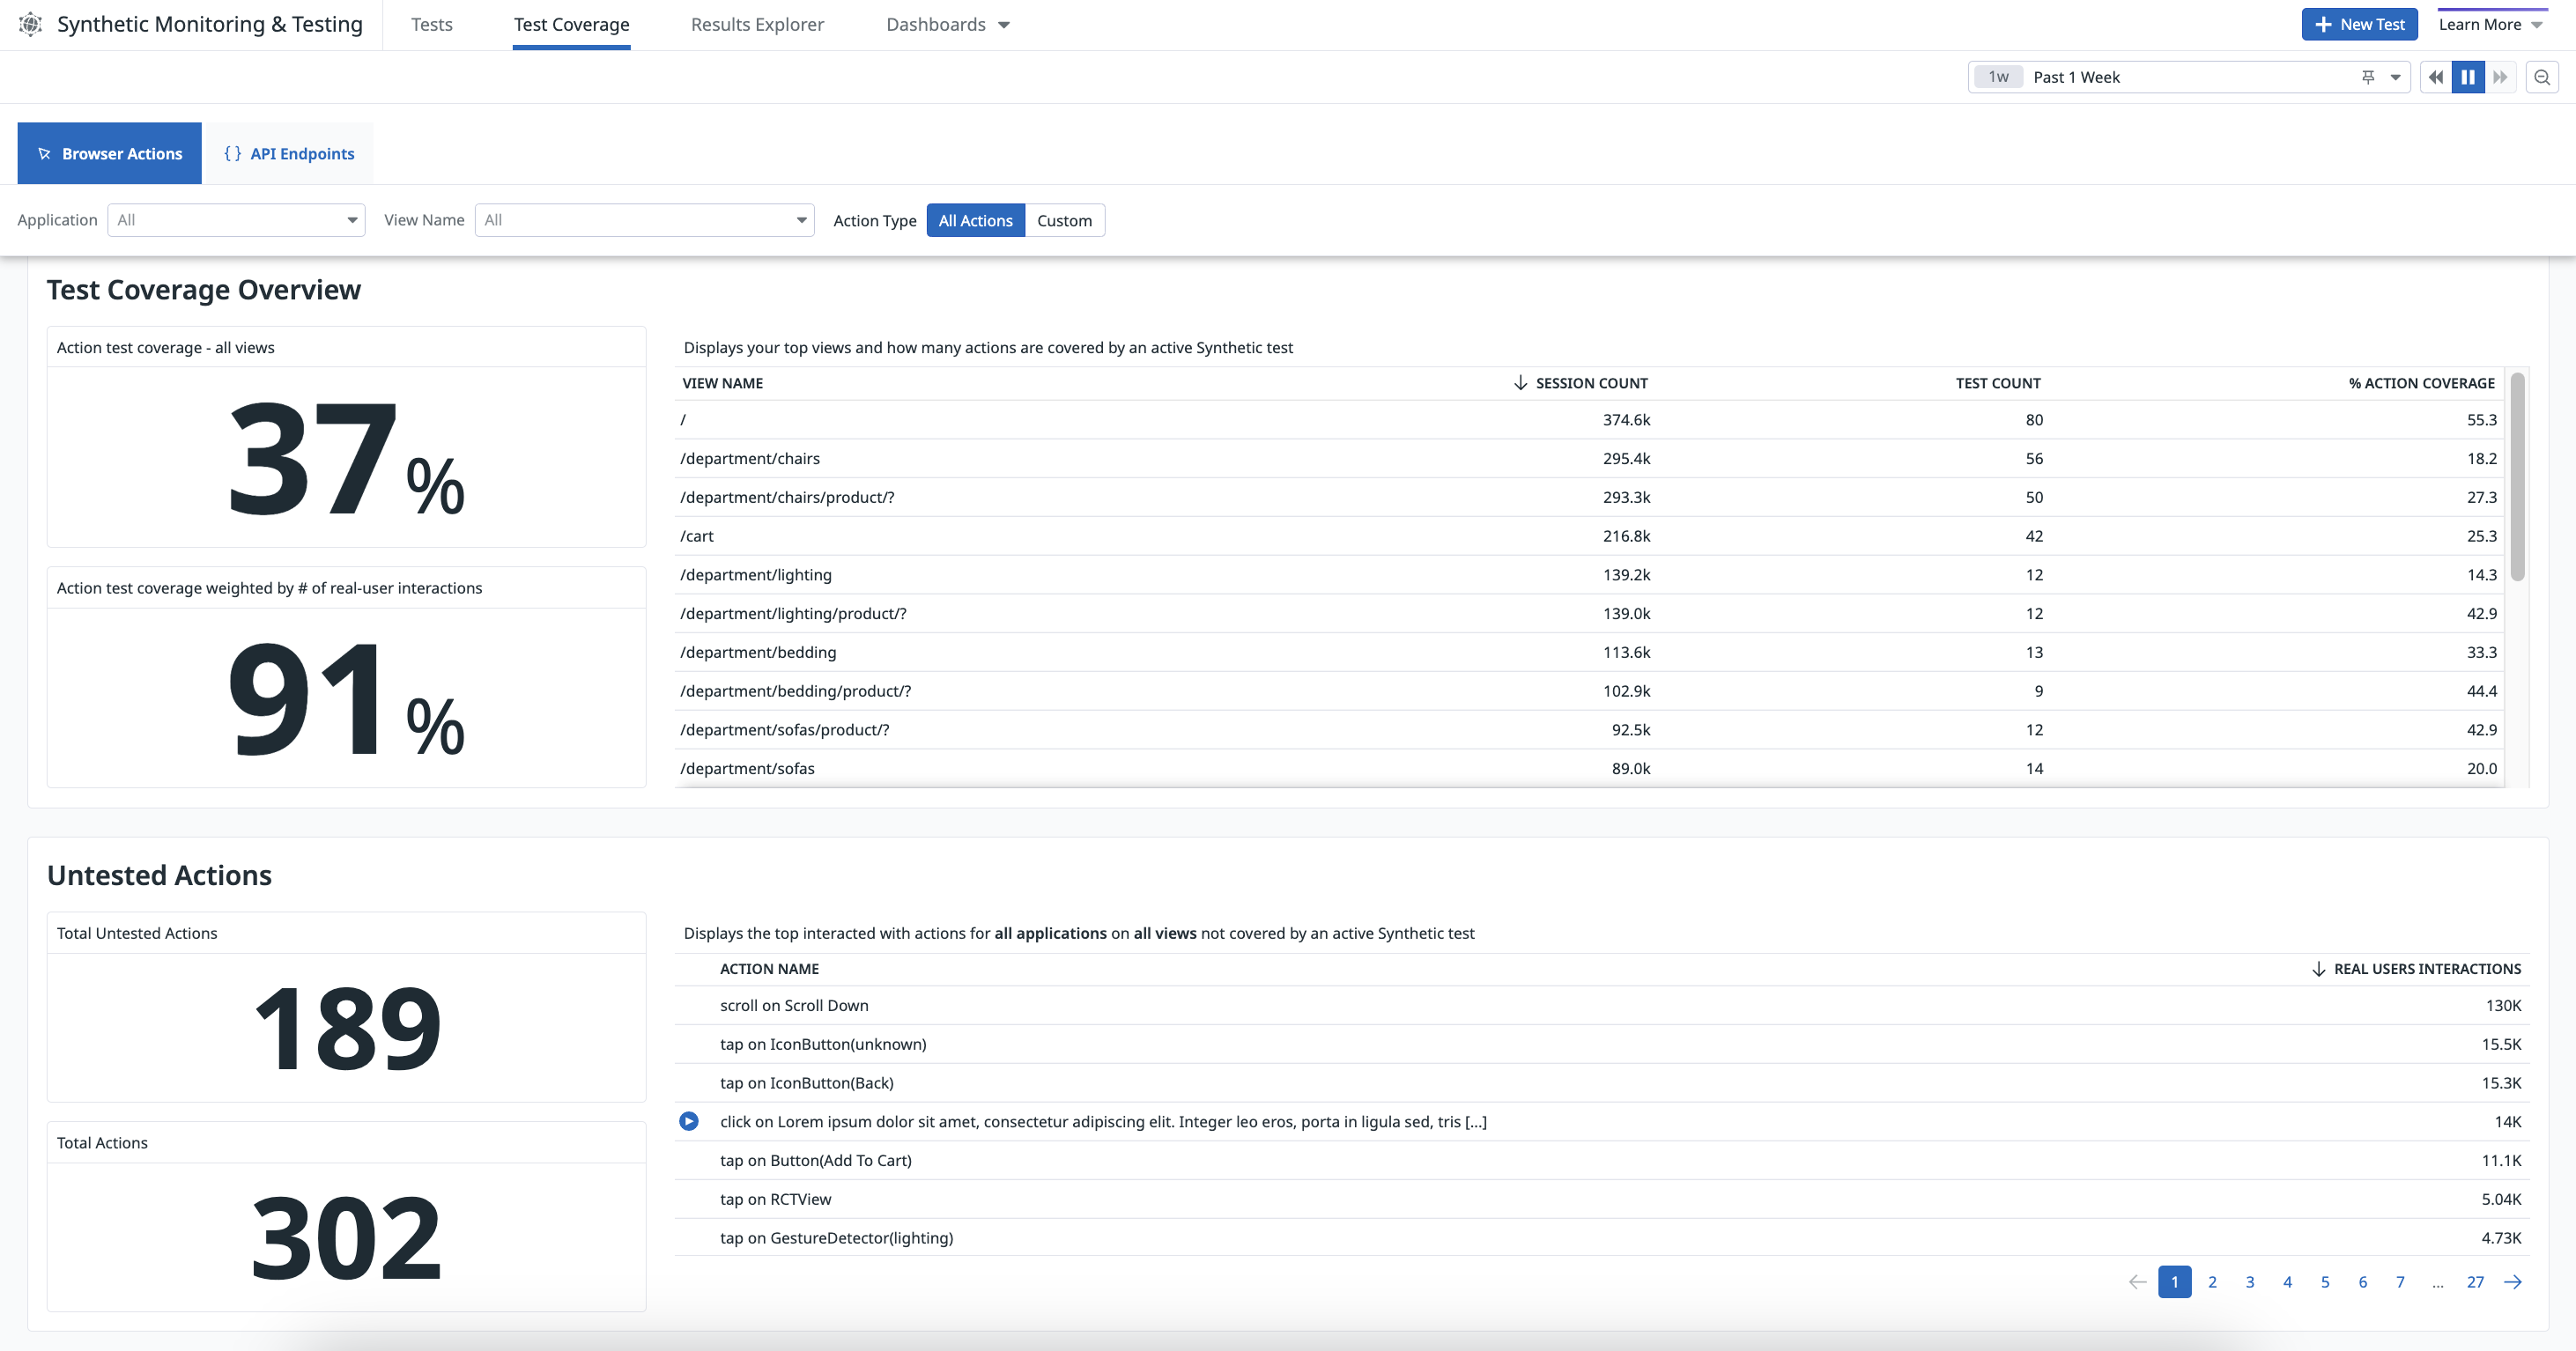 Synthetic Monitoring & Testing Tests Test Coverage Results Explorer Dashboards New Test Learn More
1w Past 1 Week
Browser Actions { } API Endpoints
Application All View Name All Action Type All Actions Custom
Test Coverage Overview
Action test coverage - all views
37%
Action test coverage weighted by # of real-user interactions
91%
Displays your top views and how many actions are covered by an active Synthetic test
VIEW NAME SESSION COUNT TEST COUNT % ACTION COVERAGE
/ 374.6k 80 55.3
/department/chairs 295.4k 56 18.2
/department/chairs/product/? 293.3k 50 27.3
/cart 216.8k 42 25.3
/department/lighting 139.2k 12 14.3
/department/lighting/product/? 139.0k 12 42.9
/department/bedding 113.6k 13 33.3
/department/bedding/product/? 102.9k 9 44.4
/department/sofas/product/? 92.5k 12 42.9
/department/sofas 89.0k 14 20.0
Untested Actions
Total Untested Actions
189
Total Actions
302
Displays the top interacted with actions for all applications on all views not covered by an active Synthetic test
ACTION NAME REAL USERS INTERACTIONS
scroll on Scroll Down 130K
tap on IconButton(unknown) 15.5K
tap on IconButton(Back) 15.3K
click on Lorem ipsum dolor sit amet, consectetur adipiscing elit. Integer leo eros, porta in ligula sed, tris [...] 14K
tap on Button(Add To Cart) 11.1K
tap on RCTView 5.04K
tap on GestureDetector(lighting) 4.73K
1 2 3 4 5 6 7 ... 27